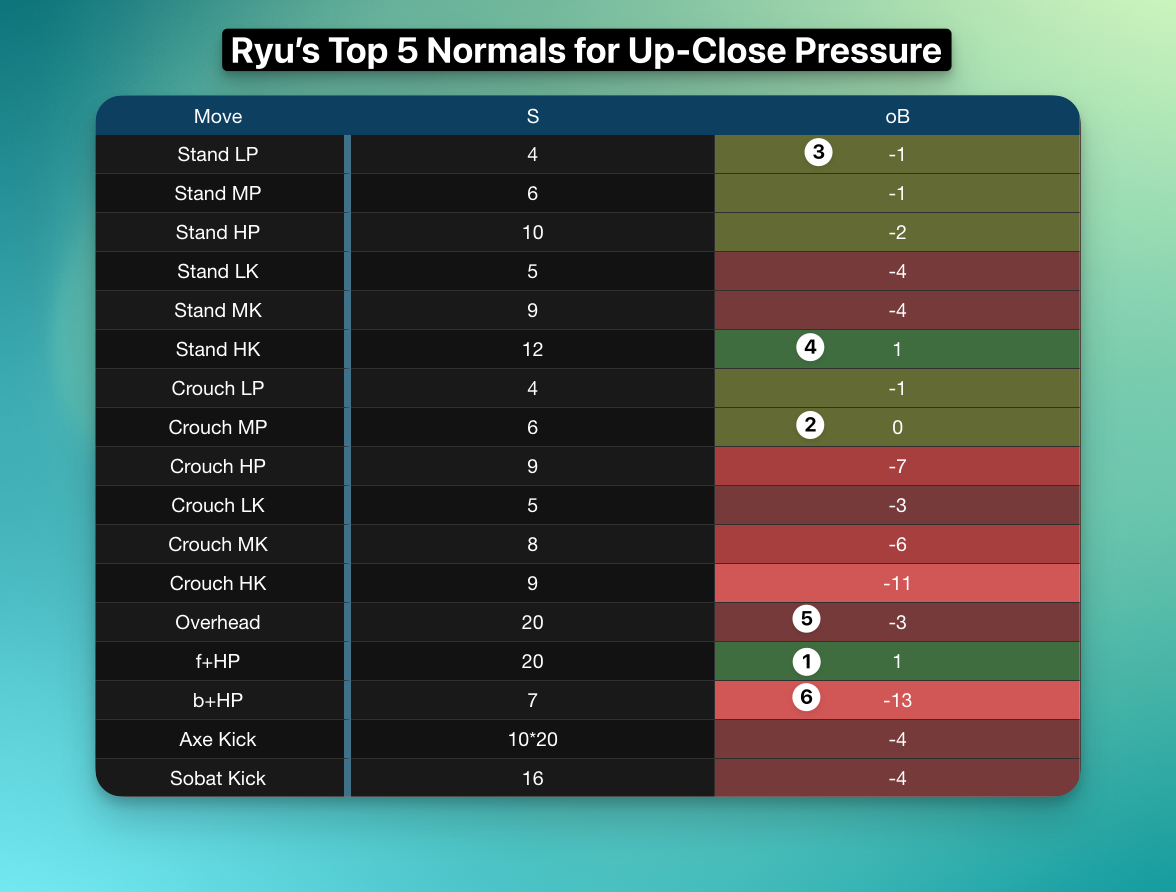 Ryu’s Top 5 Normals for Up-Close Pressure
Move S oB
Stand LP 4 3 -1
Stand MP 6 -1
Stand HP 10 -2
Stand LK 5 -4
Stand MK 9 -4
Stand HK 12 4 1
Crouch LP 4 -1
Crouch MP 6 2 0
Crouch HP 9 -7
Crouch LK 5 -3
Crouch MK 8 -6
Crouch HK 9 -11
Overhead 20 5 -3
f+HP 20 1 1
b+HP 7 6 -13
Axe Kick 10*20 -4
Sobat Kick 16 -4